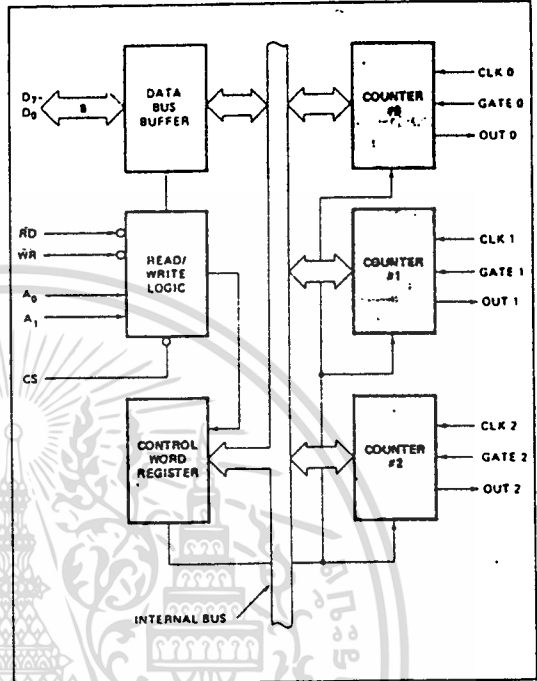 DATA
BUS
BUFFER
D7-
D0
8
COUNTER
CLK 0
GATE 0
OUT 0
RD
WR
A0
A1
CS
READ/
WRITE
LOGIC
COUNTER
#1
CLK 1
GATE 1
OUT 1
CONTROL
WORD
REGISTER
COUNTER
#2
CLK 2
GATE 2
OUT 2
INTERNAL BUS